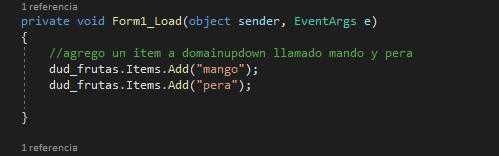 1 referencia
private void Form1_Load(object sender, EventArgs e)
{
//agrego un item a domainupdown llamado mando y pera
dud_frutas.Items.Add("mango");
dud_frutas.Items.Add("pera");
}
1 referencia